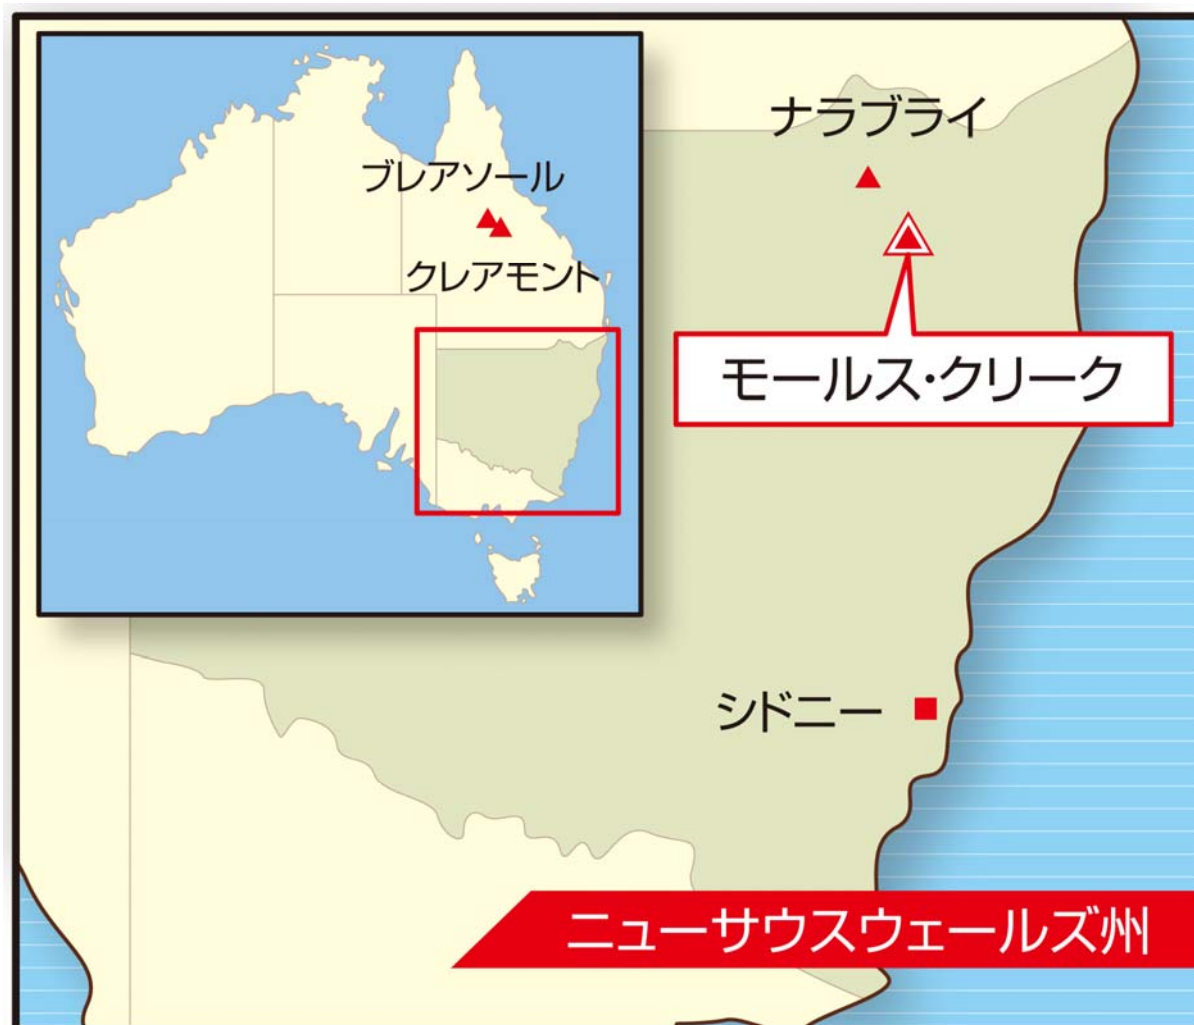 ブレアソール
クレアモント
ナラブライ
モールス・クリーク
シドニー
ニューサウスウェールズ州